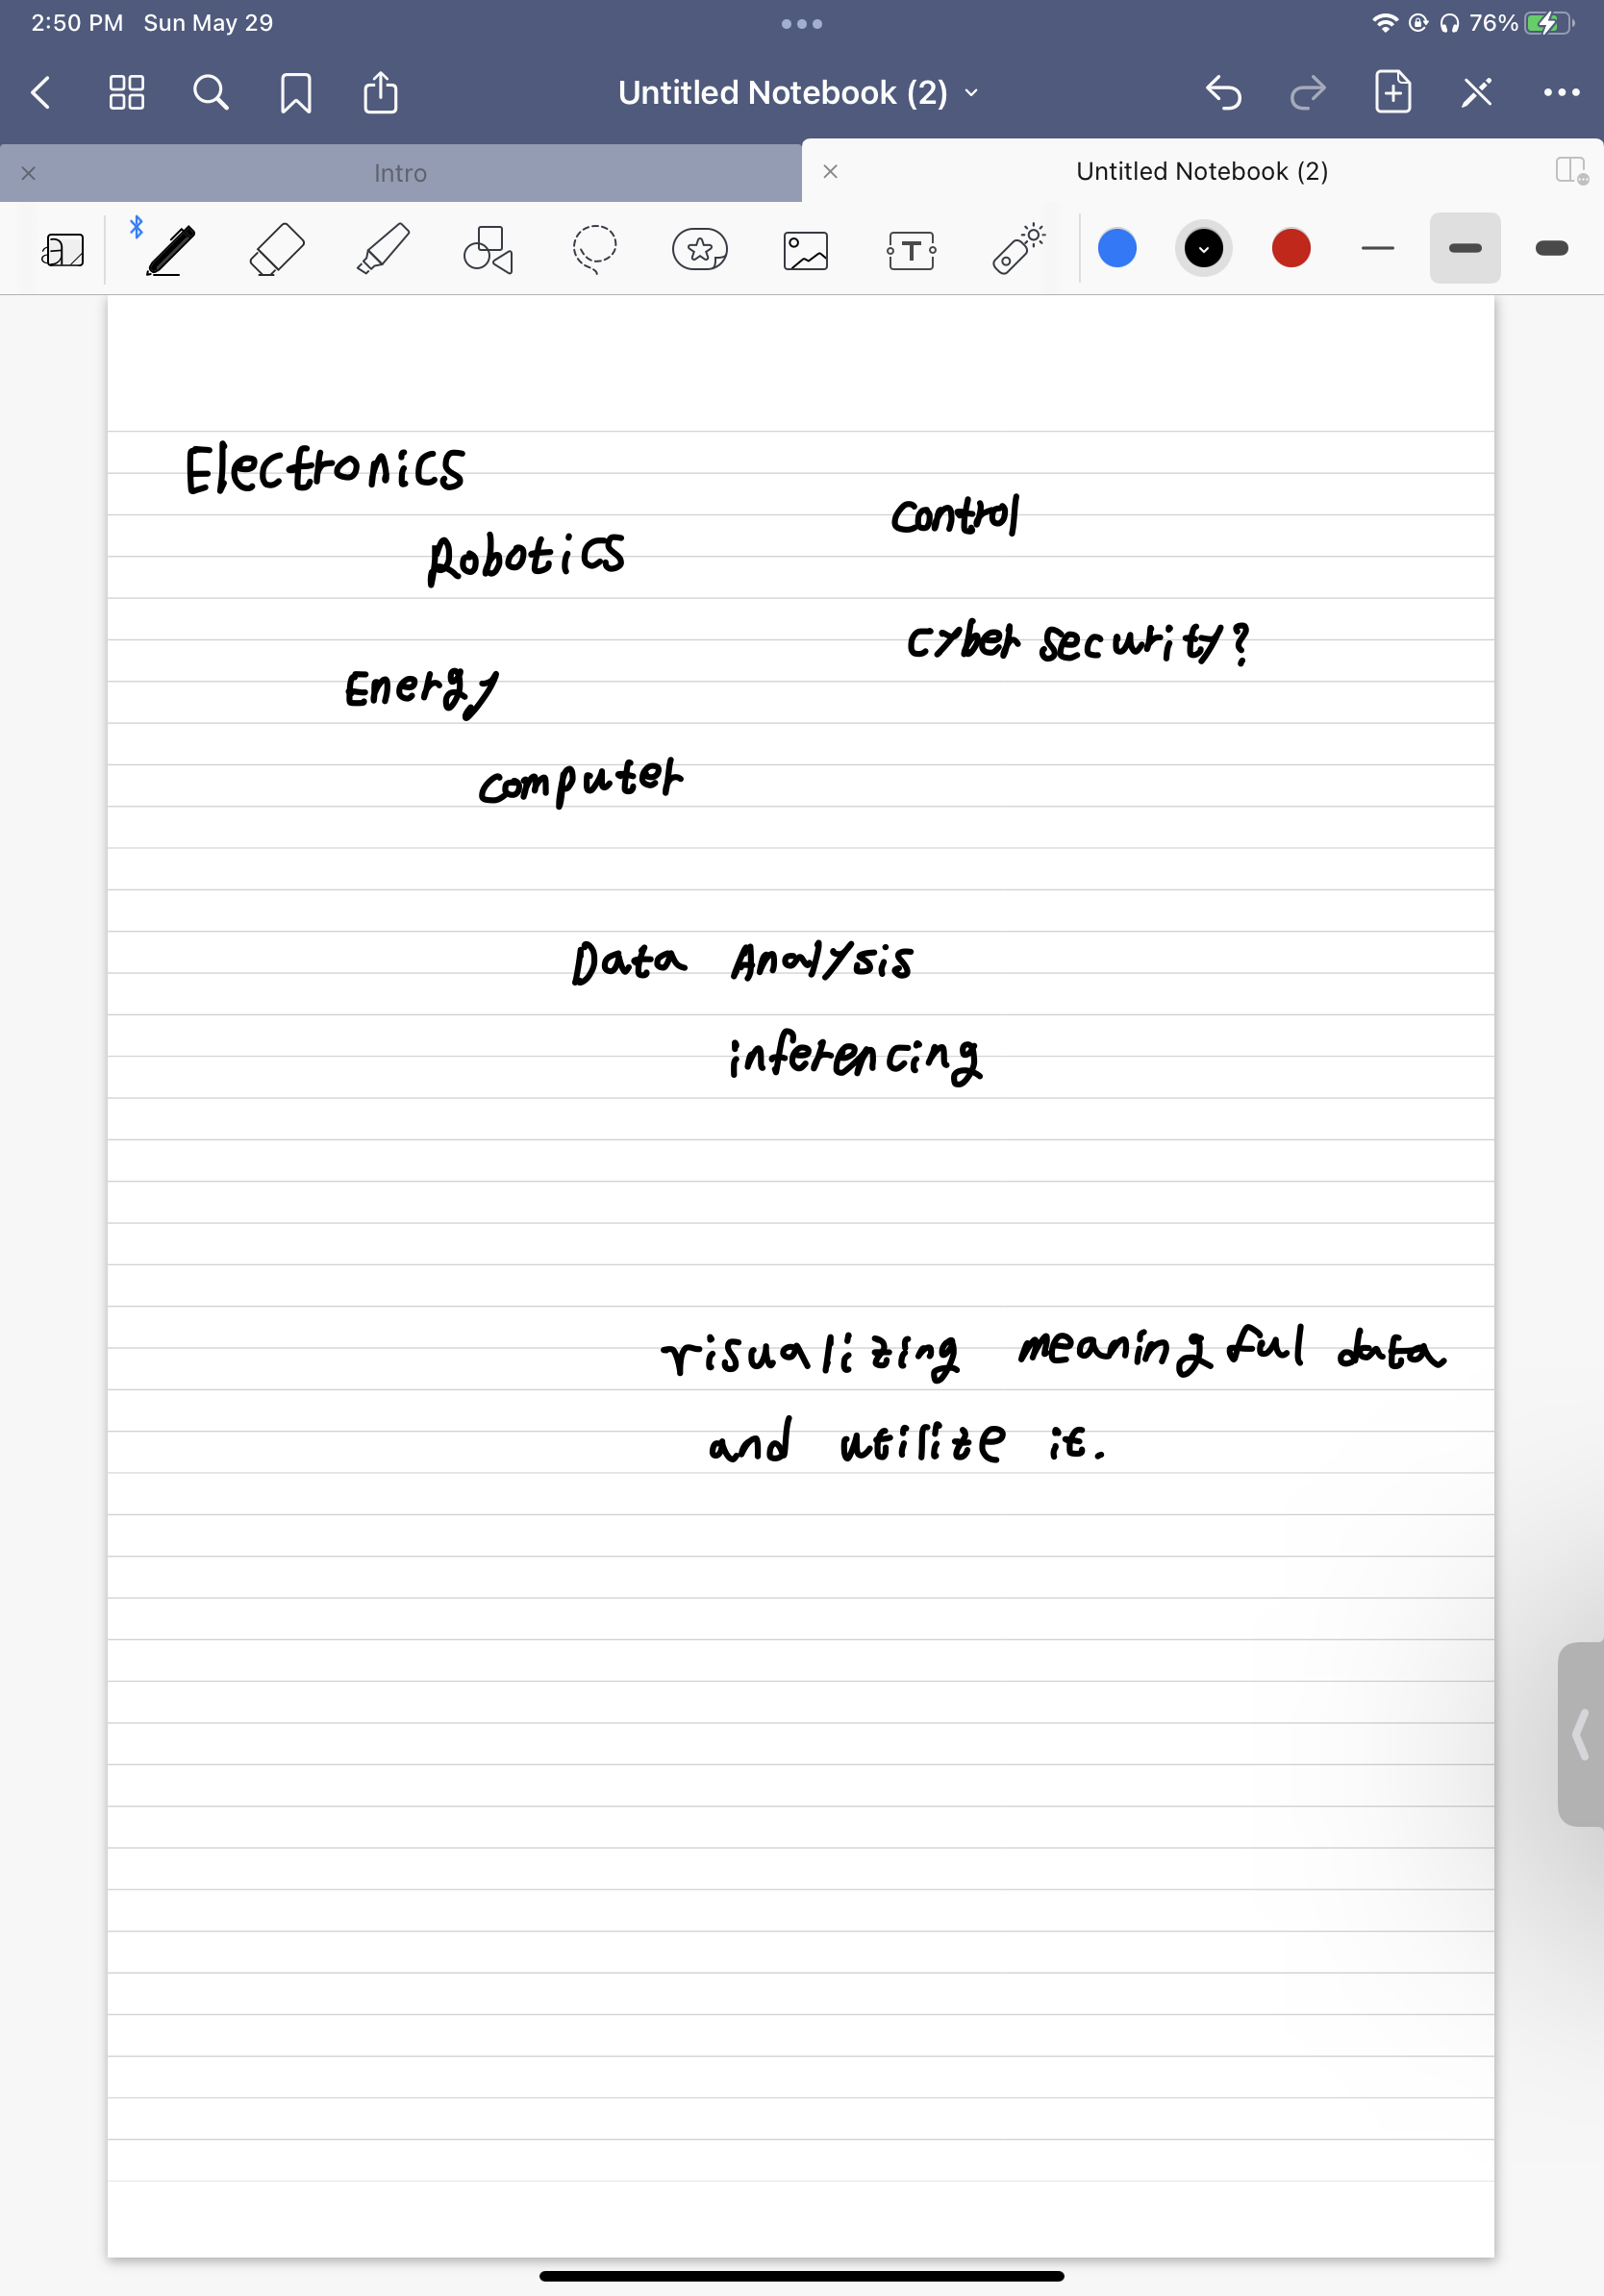 2:50 PM Sun May 29
76%
Untitled Notebook (2)
Intro
Untitled Notebook (2)
T
Electronics
Control
Robotics
Cyber security?
Energy
Computer
Data Analysis
inferencing
visualizing meaningful data
and utilize it.